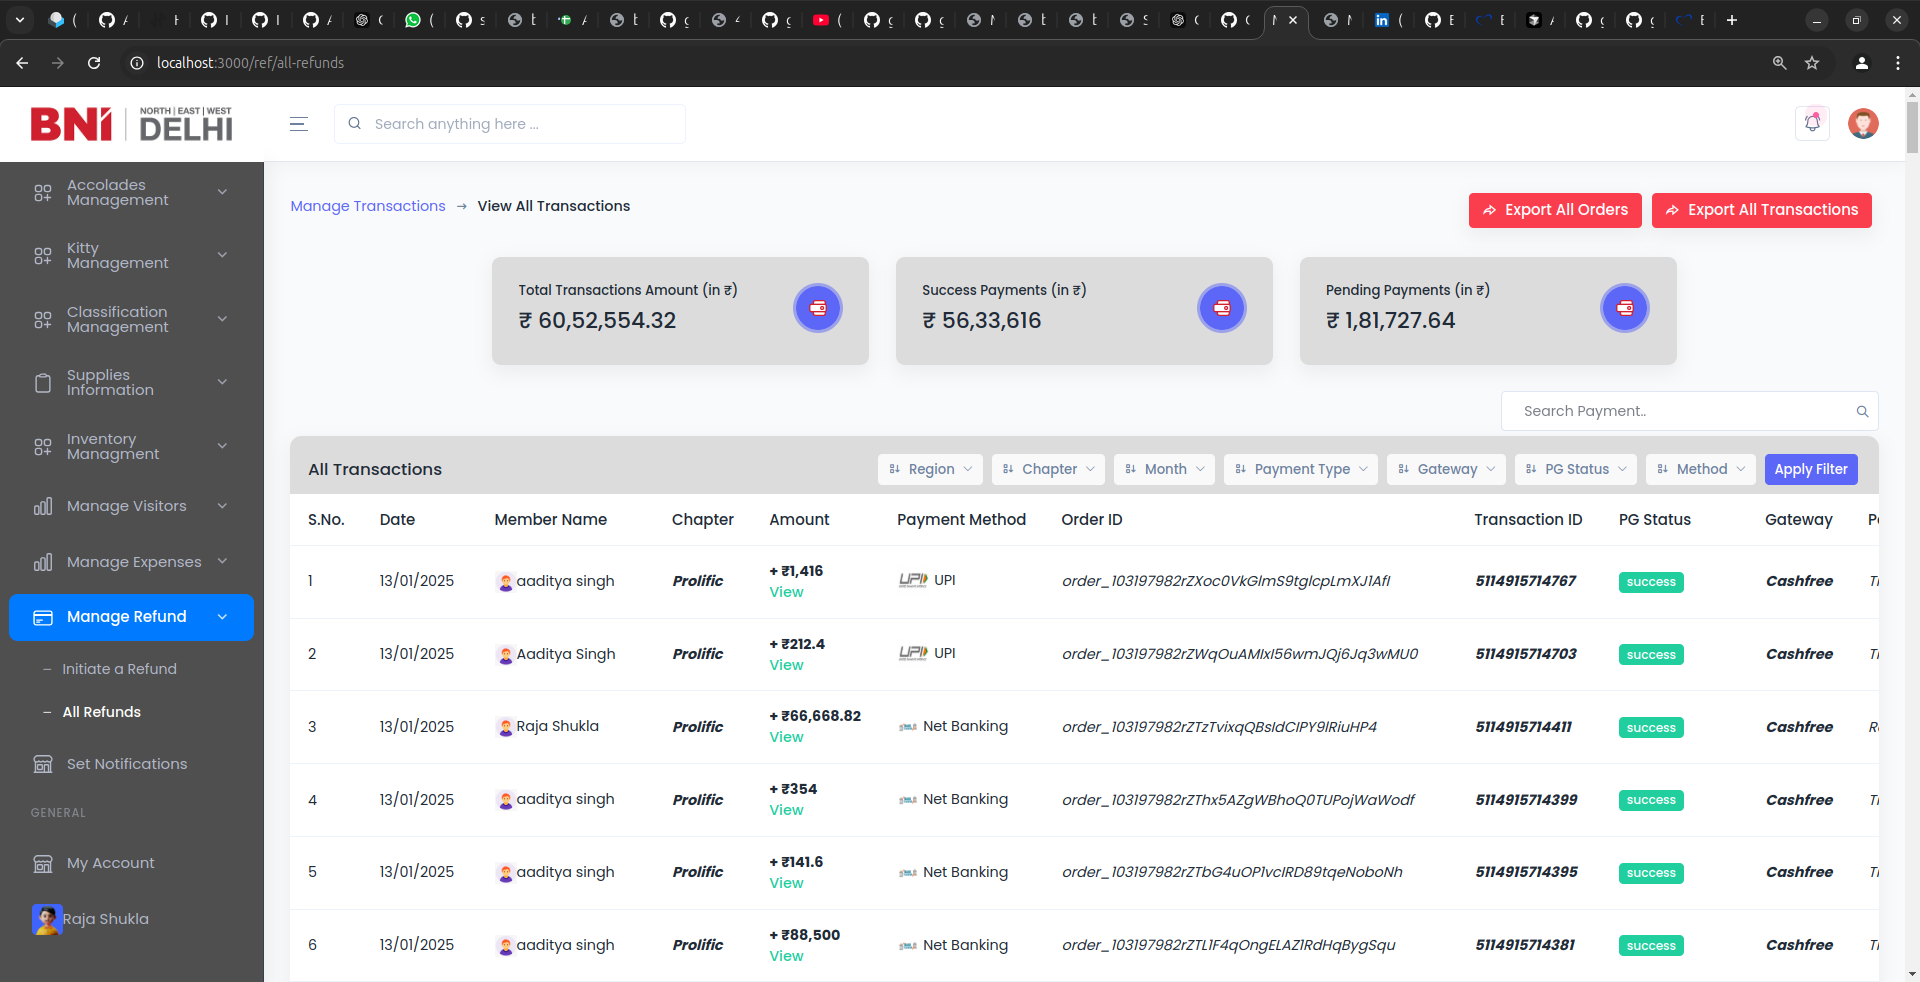 localhost:3000/ref/all-refunds
BNI NORTH | EAST | WEST
DELHI
Search anything here ...
Accolades
Management
Kitty
Management
Classification
Management
Supplies
Information
Inventory
Managment
Manage Visitors
Manage Expenses
Manage Refund
– Initiate a Refund
– All Refunds
Set Notifications
GENERAL
My Account
Raja Shukla
Manage Transactions → View All Transactions
Export All Orders Export All Transactions
Total Transactions Amount (in ₹)
₹ 60,52,554.32
Success Payments (in ₹)
₹ 56,33,616
Pending Payments (in ₹)
₹ 1,81,727.64
Search Payment..
All Transactions Region Chapter Month Payment Type Gateway PG Status Method Apply Filter
S.No. Date Member Name Chapter Amount Payment Method Order ID Transaction ID PG Status Gateway
1 13/01/2025 aaditya singh Prolific + ₹1,416 UPI UPI order_103197982rZXoc0VkGlmS9tglcpLmXJ1Afl 5114915714767 success Cashfree
View
2 13/01/2025 Aaditya Singh Prolific + ₹212.4 UPI UPI order_103197982rZWqOuAMIxI56wmJQj6Jq3wMU0 5114915714703 success Cashfree
View
3 13/01/2025 Raja Shukla Prolific + ₹66,668.82 Net Banking order_103197982rZTzTvixqQBsIdCIPY9lRiuHP4 5114915714411 success Cashfree
View
4 13/01/2025 aaditya singh Prolific + ₹354 Net Banking order_103197982rZThx5AZgWBhoQ0TUPojWaWodf 5114915714399 success Cashfree
View
5 13/01/2025 aaditya singh Prolific + ₹141.6 Net Banking order_103197982rZTbG4uOP1vcIRD89tqeNoboNh 5114915714395 success Cashfree
View
6 13/01/2025 aaditya singh Prolific + ₹88,500 Net Banking order_103197982rZTL1F4qOngELAZ1RdHqBygSqu 5114915714381 success Cashfree
View